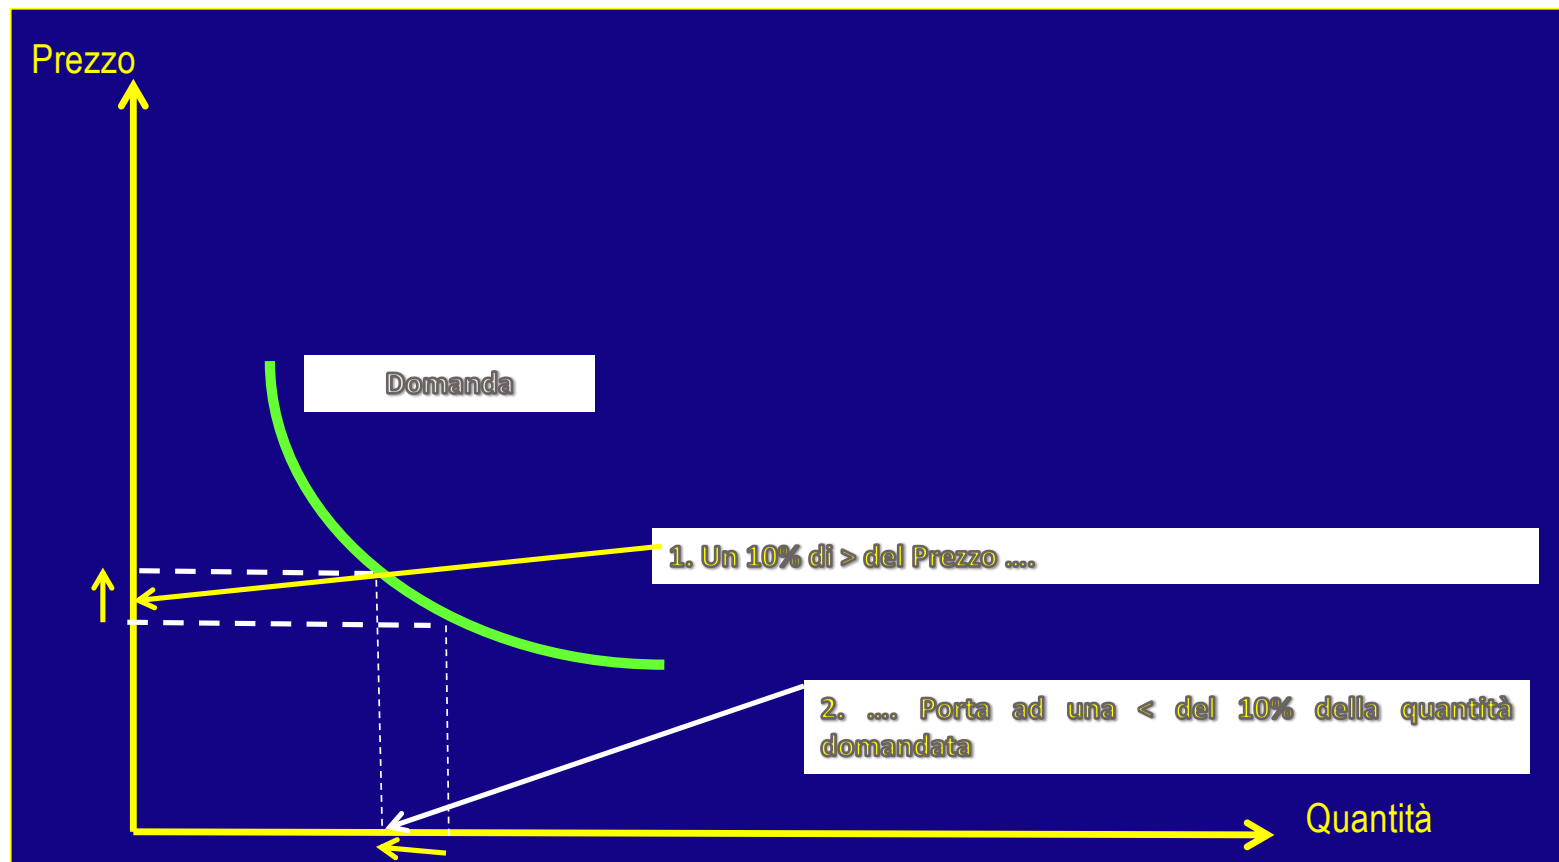 Prezzo
Domanda
1. Un 10% di > del Prezzo ....
2. .... Porta ad una < del 10% della quantità
domandata
Quantità